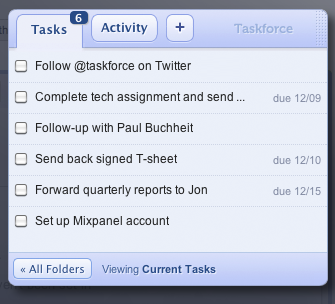 Tasks 6 Activity + Taskforce
Follow @taskforce on Twitter
Complete tech assignment and send ... due 12/09
Follow-up with Paul Buchheit
Send back signed T-sheet due 12/10
Forward quarterly reports to Jon due 12/15
Set up Mixpanel account
« All Folders Viewing Current Tasks